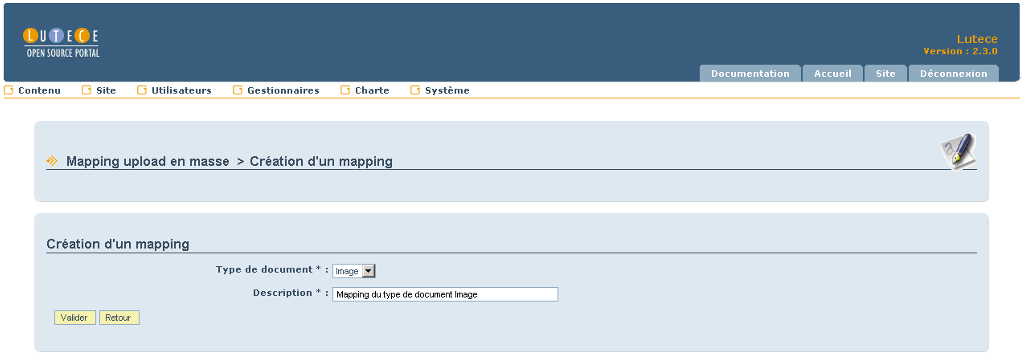 LUTECE
OPEN SOURCE PORTAL
Lutece
Version : 2.3.0
Documentation Accueil Site Déconnexion
Contenu Site Utilisateurs Gestionnaires Charte Système
Mapping upload en masse > Création d'un mapping
Création d'un mapping
Type de document * : Image
Description * : Mapping du type de document Image
Valider Retour